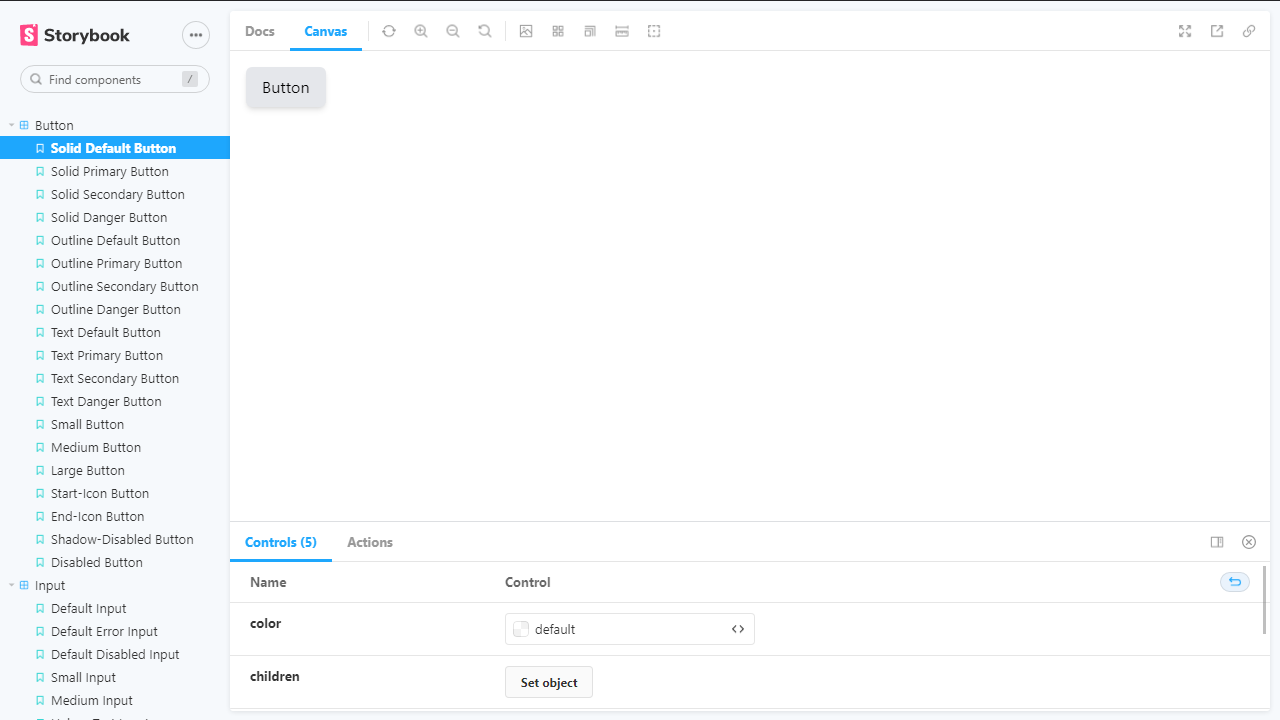 Storybook
Find components
/
Button
Solid Default Button
Solid Primary Button
Solid Secondary Button
Solid Danger Button
Outline Default Button
Outline Primary Button
Outline Secondary Button
Outline Danger Button
Text Default Button
Text Primary Button
Text Secondary Button
Text Danger Button
Small Button
Medium Button
Large Button
Start-Icon Button
End-Icon Button
Shadow-Disabled Button
Disabled Button
Input
Default Input
Default Error Input
Default Disabled Input
Small Input
Medium Input
Docs Canvas
Button
Controls (5) Actions
Name Control
color default
children Set object